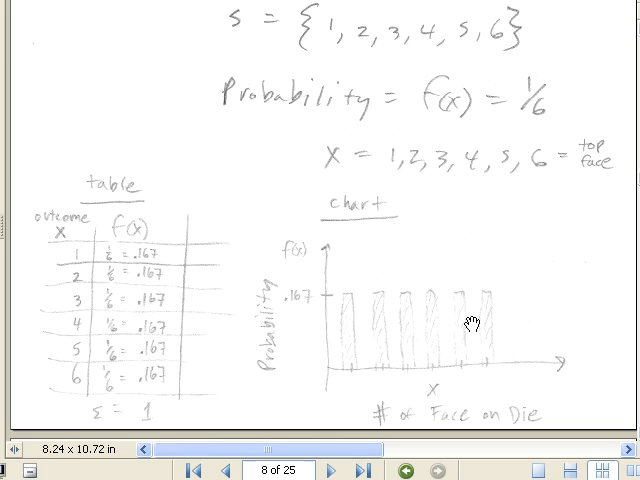 S = {1, 2, 3, 4, 5, 6}
Probability = f(x) = 1/6
X = 1, 2, 3, 4, 5, 6 = top face
table
outcome
X f(x)
1 1/6 = .167
2 1/6 = .167
3 1/6 = .167
4 1/6 = .167
5 1/6 = .167
6 1/6 = .167
Σ = 1
chart
f(x)
.167
Probability
X
# of Face on Die
8.24 x 10.72 in
8 of 25